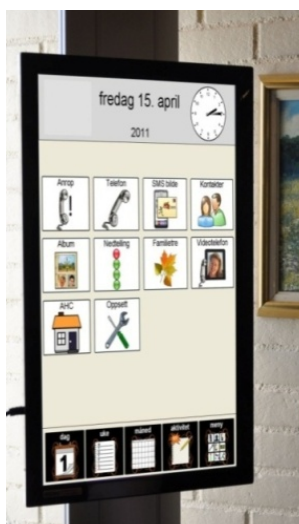 fredag 15. april
2011
Anrop
Telefon
SMS bilde
Kontakter
Album
Nedtelling
Familietre
Videotelefon
AHC
Oppsett
dag
uke
måned
aktivitet
meny
1